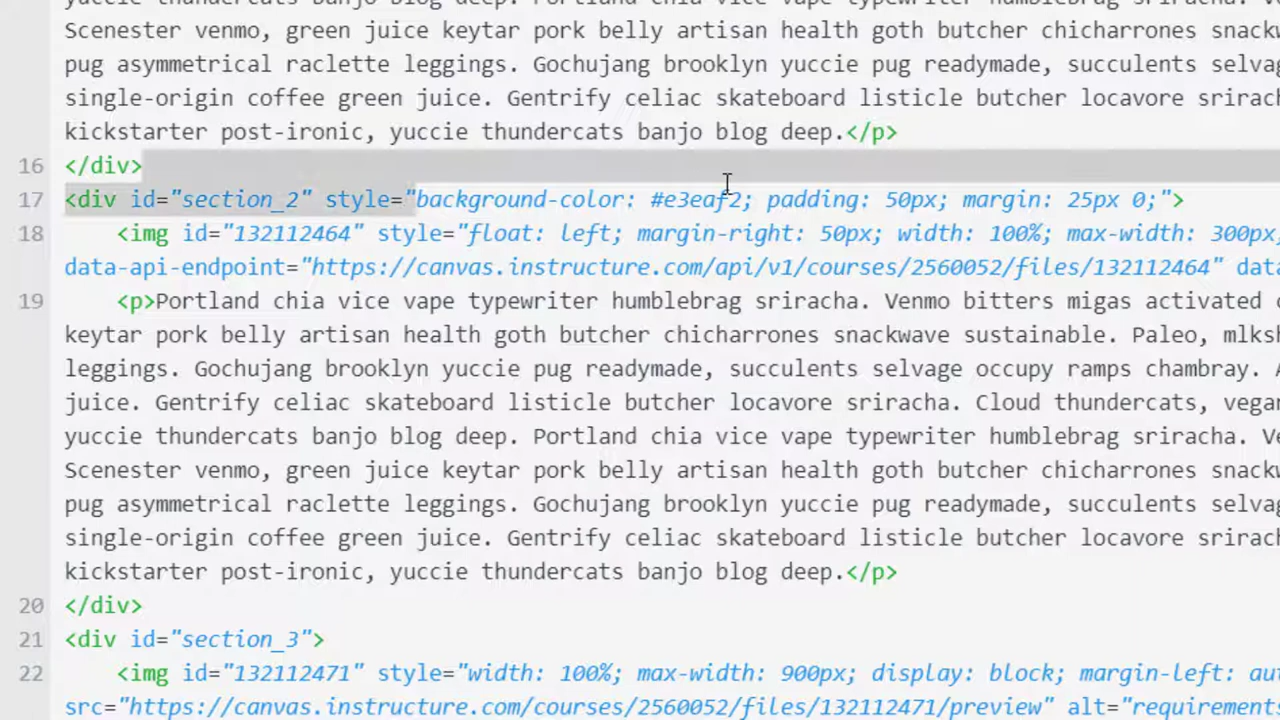 Scenester venmo, green juice keytar pork belly artisan health goth butcher chicharrones snackw
pug asymmetrical raclette leggings. Gochujang brooklyn yuccie pug readymade, succulents selvag
single-origin coffee green juice. Gentrify celiac skateboard listicle butcher locavore srirach
kickstarter post-ironic, yuccie thundercats banjo blog deep.</p>
16 </div>
17 <div id="section_2" style="background-color: #e3eaf2; padding: 50px; margin: 25px 0;">
18 <img id="132112464" style="float: left; margin-right: 50px; width: 100%; max-width: 300px;
data-api-endpoint="https://canvas.instructure.com/api/v1/courses/2560052/files/132112464" data
19 <p>Portland chia vice vape typewriter humblebrag sriracha. Venmo bitters migas activated
keytar pork belly artisan health goth butcher chicharrones snackwave sustainable. Paleo, mlksh
leggings. Gochujang brooklyn yuccie pug readymade, succulents selvage occupy ramps chambray.
juice. Gentrify celiac skateboard listicle butcher locavore sriracha. Cloud thundercats, vegan
yuccie thundercats banjo blog deep. Portland chia vice vape typewriter humblebrag sriracha. Ve
Scenester venmo, green juice keytar pork belly artisan health goth butcher chicharrones snackw
pug asymmetrical raclette leggings. Gochujang brooklyn yuccie pug readymade, succulents selvag
single-origin coffee green juice. Gentrify celiac skateboard listicle butcher locavore srirach
kickstarter post-ironic, yuccie thundercats banjo blog deep.</p>
20 </div>
21 <div id="section_3">
22 <img id="132112471" style="width: 100%; max-width: 900px; display: block; margin-left: au
src="https://canvas.instructure.com/courses/2560052/files/132112471/preview" alt="requirements